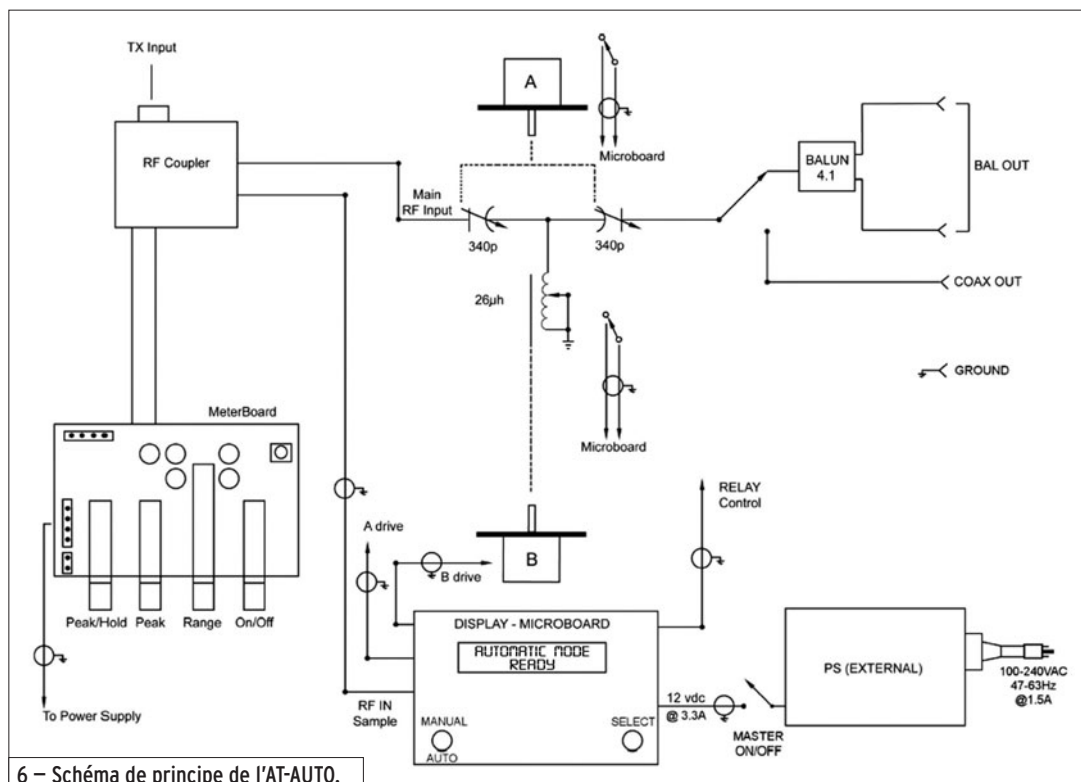 TX Input
RF Coupler
A
Microboard
Main
RF Input
340p
340p
BALUN
4.1
BAL OUT
COAX OUT
GROUND
26µh
Microboard
MeterBoard
Peak/Hold
Peak
Range
On/Off
To Power Supply
A drive
B drive
B
RELAY
Control
DISPLAY - MICROBOARD
AUTOMATIC MODE
READY
RF IN
Sample
MANUAL
AUTO
SELECT
12 vdc
@ 3.3A
MASTER
ON/OFF
PS (EXTERNAL)
100-240VAC
47-63Hz
@1.5A
6 – Schéma de principe de l'AT-AUTO.